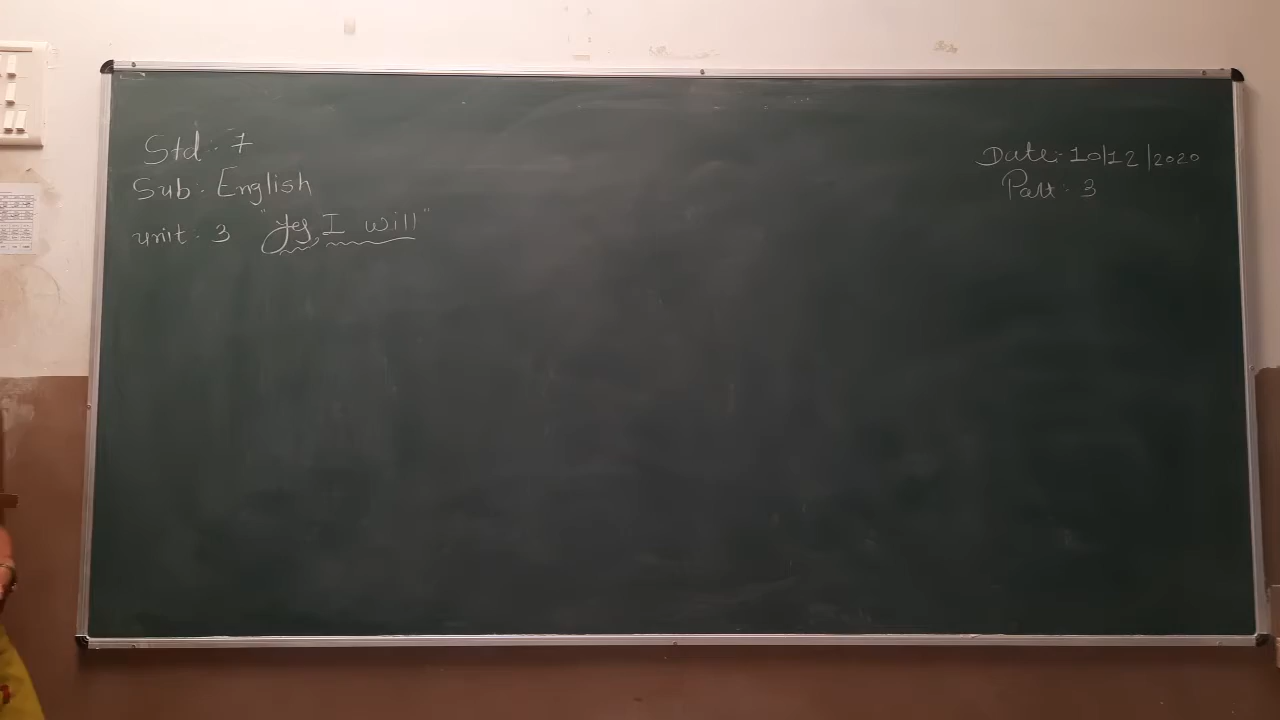 Std : 7
Sub : English
unit : 3 "Yes, I will"
Date : 10/12/2020
Part : 3